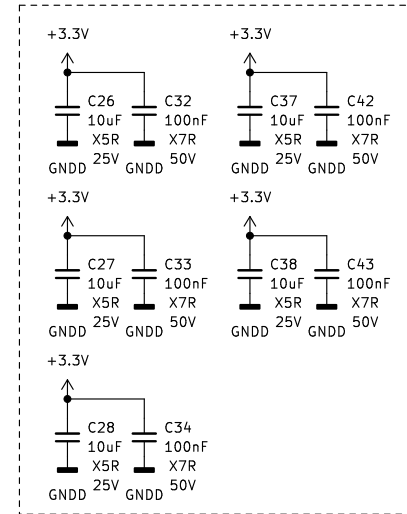 +3.3V
C26
10uF
X5R
25V
GNDD
C32
100nF
X7R
50V
GNDD
+3.3V
C37
10uF
X5R
25V
GNDD
C42
100nF
X7R
50V
GNDD
+3.3V
C27
10uF
X5R
25V
GNDD
C33
100nF
X7R
50V
GNDD
+3.3V
C38
10uF
X5R
25V
GNDD
C43
100nF
X7R
50V
GNDD
+3.3V
C28
10uF
X5R
25V
GNDD
C34
100nF
X7R
50V
GNDD